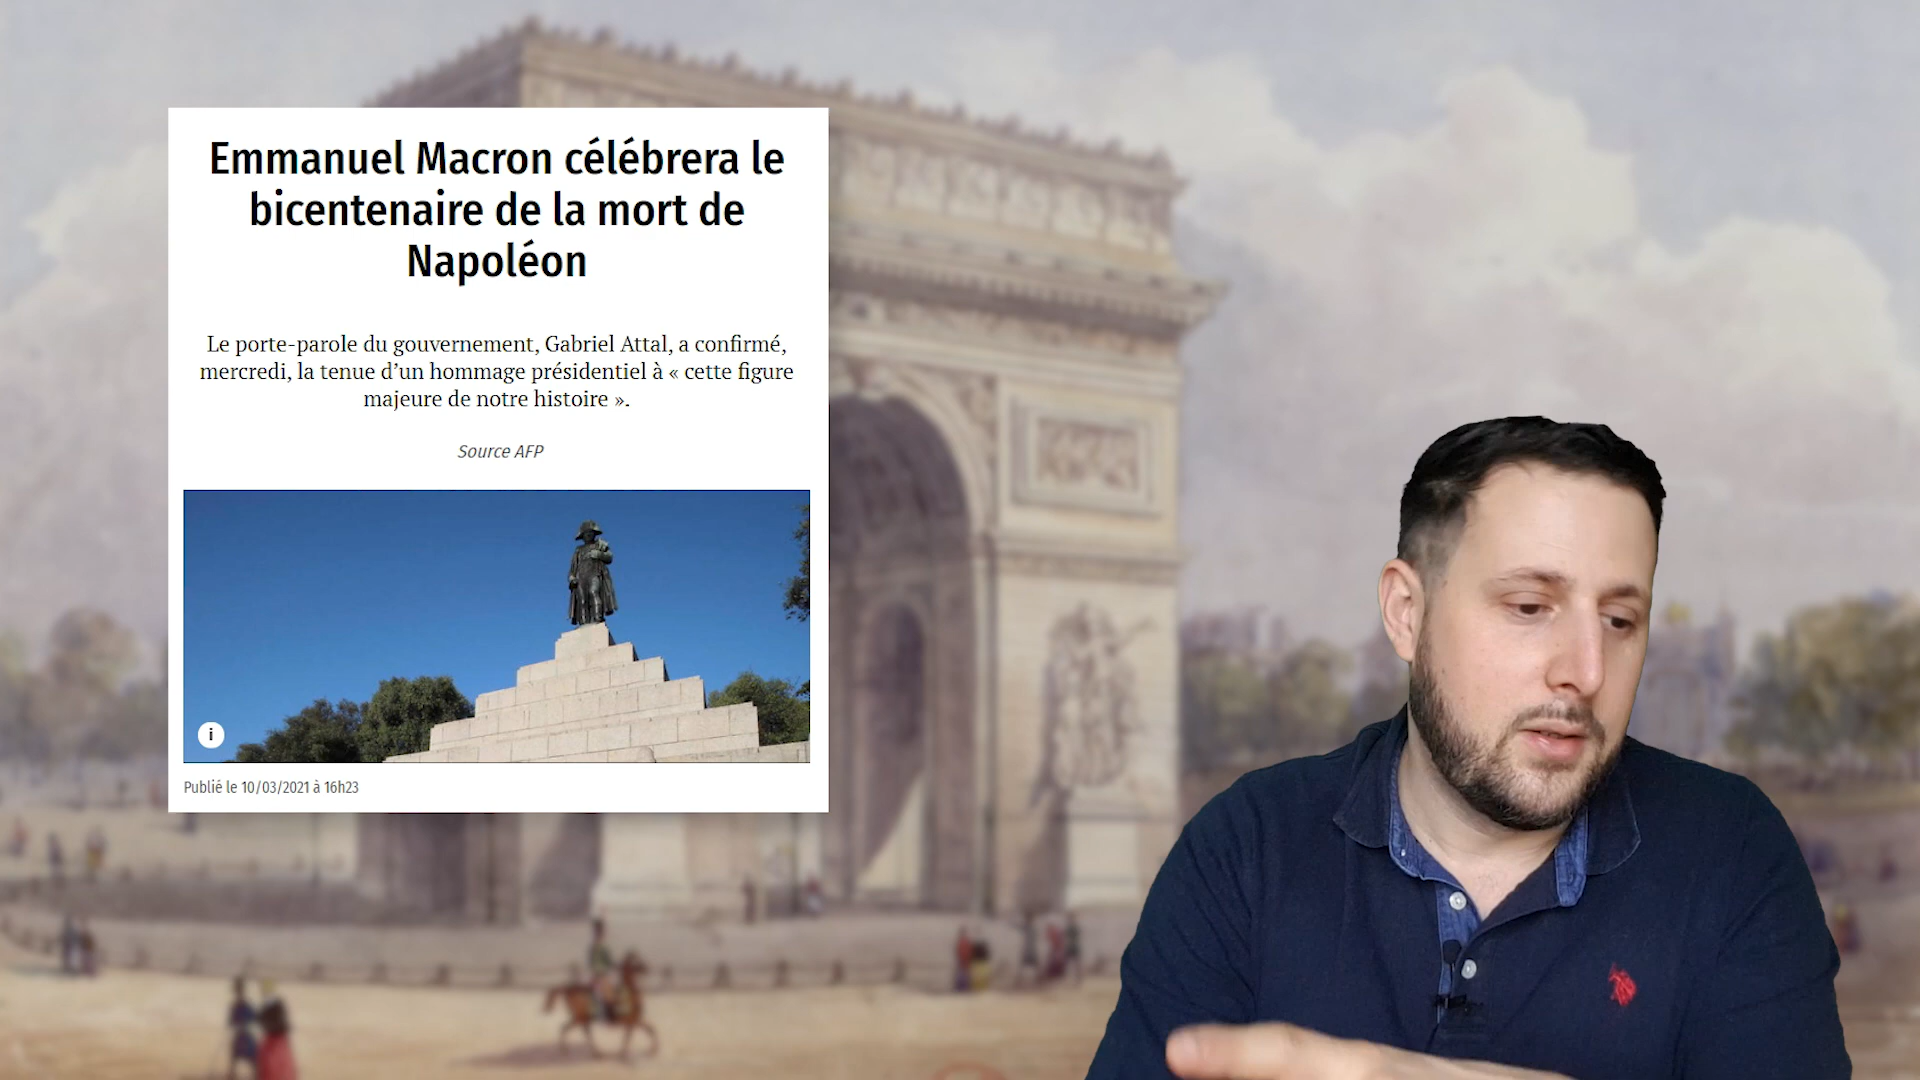 Emmanuel Macron célébrera le
bicentenaire de la mort de
Napoléon
Le porte-parole du gouvernement, Gabriel Attal, a confirmé,
mercredi, la tenue d’un hommage présidentiel à « cette figure
majeure de notre histoire ».
Source AFP
i
Publié le 10/03/2021 à 16h23